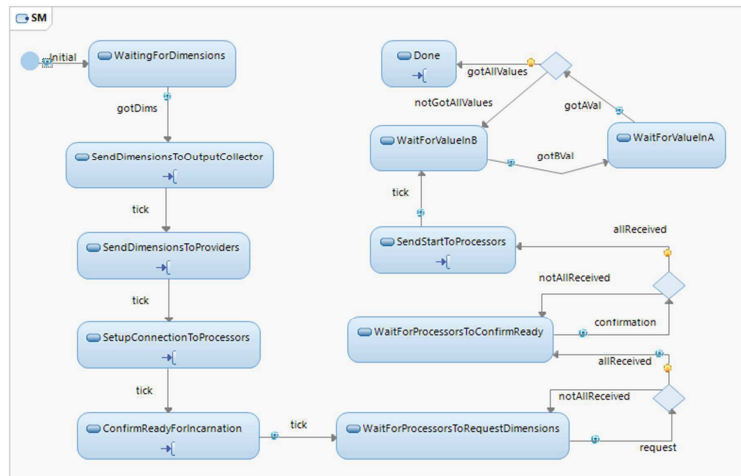 SM
Initial
WaitingForDimensions
gotDims
SendDimensionsToOutputCollector
tick
SendDimensionsToProviders
tick
SetupConnectionToProcessors
tick
ConfirmReadyForIncarnation
tick
WaitForProcessorsToRequestDimensions
request
notAllReceived
allReceived
WaitForProcessorsToConfirmReady
confirmation
notAllReceived
allReceived
SendStartToProcessors
tick
WaitForValueInB
gotBVal
WaitForValueInA
gotAVal
notGotAllValues
gotAllValues
Done